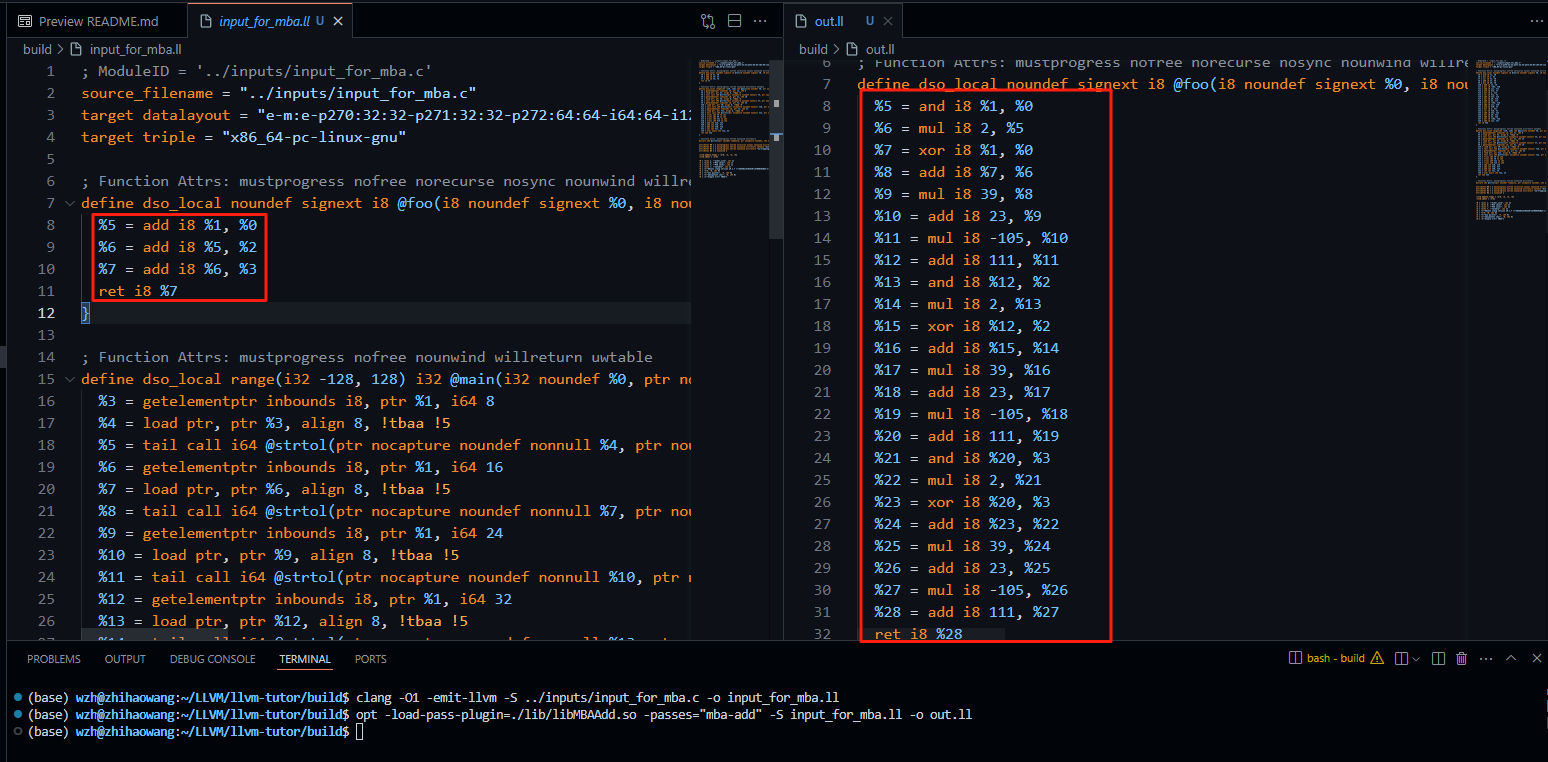 Preview README.md
input_for_mba.ll U
build > input_for_mba.ll
1 ; ModuleID = '../inputs/input_for_mba.c'
2 source_filename = "../inputs/input_for_mba.c"
3 target datalayout = "e-m:e-p270:32:32-p271:32:32-p272:64:64-i64:64-i12
4 target triple = "x86_64-pc-linux-gnu"
5
6 ; Function Attrs: mustprogress nofree norecurse nosync nounwind willre
7 define dso_local noundef signext i8 @foo(i8 noundef signext %0, i8 nou
8 %5 = add i8 %1, %0
9 %6 = add i8 %5, %2
10 %7 = add i8 %6, %3
11 ret i8 %7
12 }
13
14 ; Function Attrs: mustprogress nofree nounwind willreturn uwtable
15 define dso_local range(i32 -128, 128) i32 @main(i32 noundef %0, ptr no
16 %3 = getelementptr inbounds i8, ptr %1, i64 8
17 %4 = load ptr, ptr %3, align 8, !tbaa !5
18 %5 = tail call i64 @strtol(ptr nocapture noundef nonnull %4, ptr nou
19 %6 = getelementptr inbounds i8, ptr %1, i64 16
20 %7 = load ptr, ptr %6, align 8, !tbaa !5
21 %8 = tail call i64 @strtol(ptr nocapture noundef nonnull %7, ptr nou
22 %9 = getelementptr inbounds i8, ptr %1, i64 24
23 %10 = load ptr, ptr %9, align 8, !tbaa !5
24 %11 = tail call i64 @strtol(ptr nocapture noundef nonnull %10, ptr n
25 %12 = getelementptr inbounds i8, ptr %1, i64 32
26 %13 = load ptr, ptr %12, align 8, !tbaa !5
out.ll U
build > out.ll
6 ; Function Attrs: mustprogress nofree norecurse nosync nounwind willre
7 define dso_local noundef signext i8 @foo(i8 noundef signext %0, i8 nou
8 %5 = and i8 %1, %0
9 %6 = mul i8 2, %5
10 %7 = xor i8 %1, %0
11 %8 = add i8 %7, %6
12 %9 = mul i8 39, %8
13 %10 = add i8 23, %9
14 %11 = mul i8 -105, %10
15 %12 = add i8 111, %11
16 %13 = and i8 %12, %2
17 %14 = mul i8 2, %13
18 %15 = xor i8 %12, %2
19 %16 = add i8 %15, %14
20 %17 = mul i8 39, %16
21 %18 = add i8 23, %17
22 %19 = mul i8 -105, %18
23 %20 = add i8 111, %19
24 %21 = and i8 %20, %3
25 %22 = mul i8 2, %21
26 %23 = xor i8 %20, %3
27 %24 = add i8 %23, %22
28 %25 = mul i8 39, %24
29 %26 = add i8 23, %25
30 %27 = mul i8 -105, %26
31 %28 = add i8 111, %27
32 ret i8 %28
PROBLEMS OUTPUT DEBUG CONSOLE TERMINAL PORTS
bash - build
(base) wzh@zhihaowang:~/LLVM/llvm-tutor/build$ clang -O1 -emit-llvm -S ../inputs/input_for_mba.c -o input_for_mba.ll
(base) wzh@zhihaowang:~/LLVM/llvm-tutor/build$ opt -load-pass-plugin=./lib/libMBAAdd.so -passes="mba-add" -S input_for_mba.ll -o out.ll
(base) wzh@zhihaowang:~/LLVM/llvm-tutor/build$